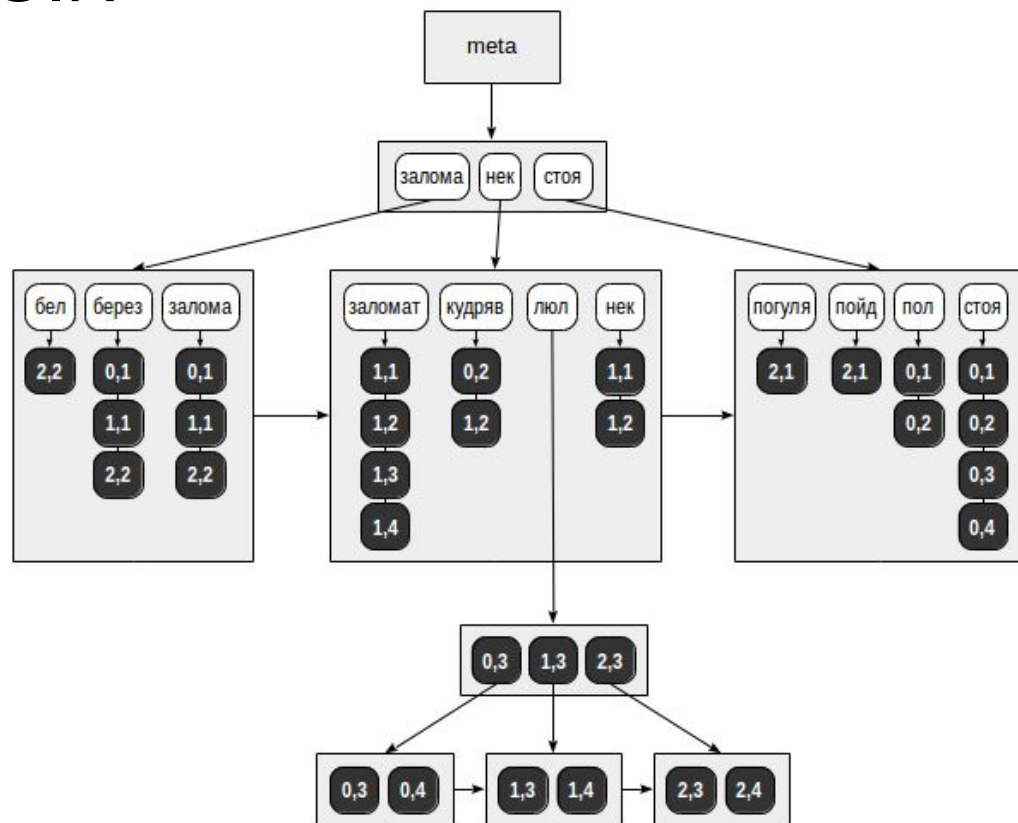 meta
залома нек стоя
бел берез залома заломат кудряв люл нек погуля пойд пол стоя
2,2 0,1 0,1 1,1 0,2 1,1 2,1 2,1 0,1 0,1
1,1 1,1 1,2 1,2 1,2 0,2 0,2
2,2 2,2 1,3 0,3
1,4 0,4
0,3 1,3 2,3
0,3 0,4 1,3 1,4 2,3 2,4